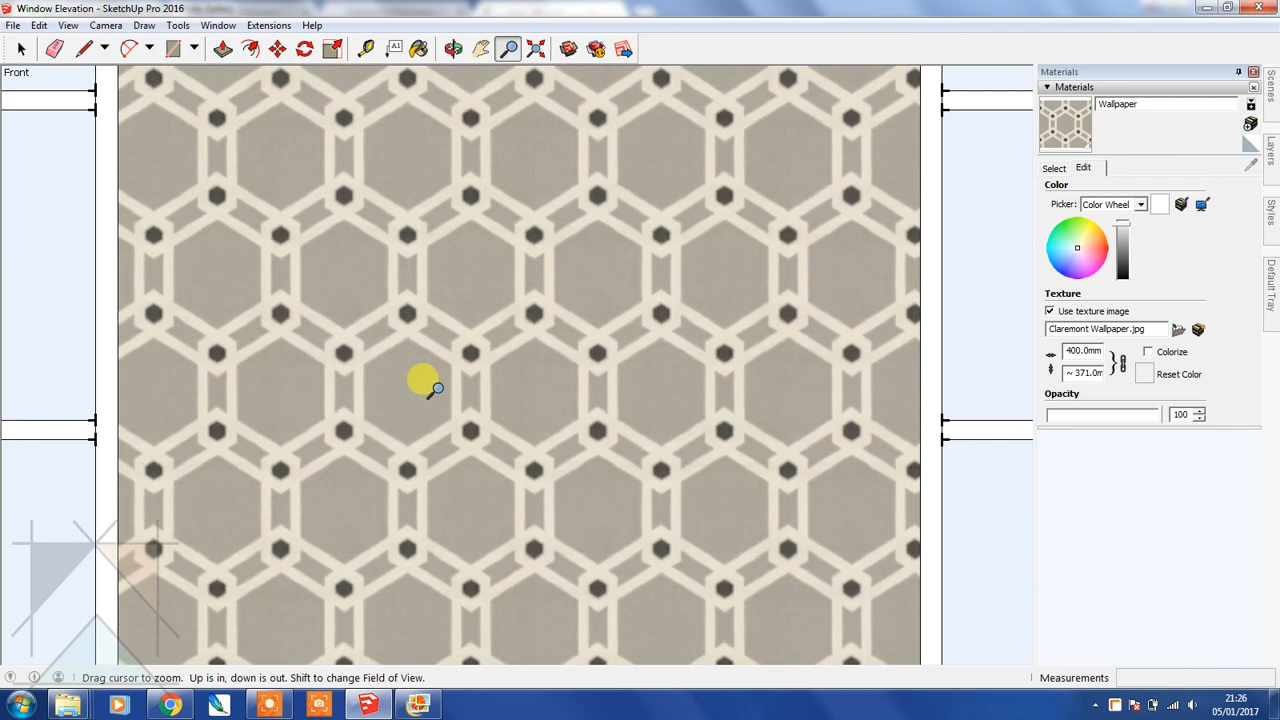 Window Elevation - SketchUp Pro 2016
File Edit View Camera Draw Tools Window Extensions Help
A1
Front
Materials
Materials
Wallpaper
Select Edit
Color
Picker: Color Wheel
Texture
Use texture image
Claremont Wallpaper.jpg
400.0mm
Colorize
~ 371.0m
Reset Color
Opacity
100
Scenes
Layers
Styles
Default Tray
Drag cursor to zoom. Up is in, down is out. Shift to change Field of View.
Measurements
21:26
05/01/2017